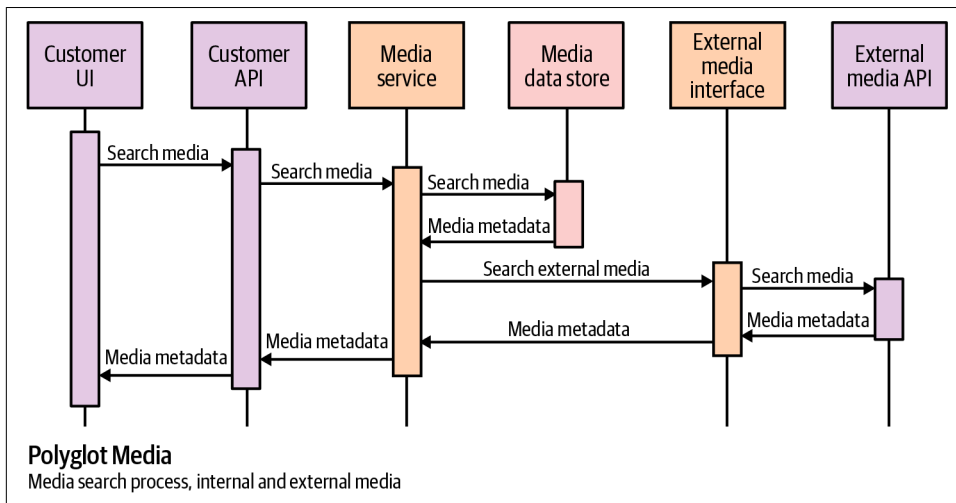 Customer
UI
Customer
API
Media
service
Media
data store
External
media
interface
External
media API
Search media
Search media
Search media
Media metadata
Search external media
Search media
Media metadata
Media metadata
Media metadata
Media metadata
Polyglot Media
Media search process, internal and external media